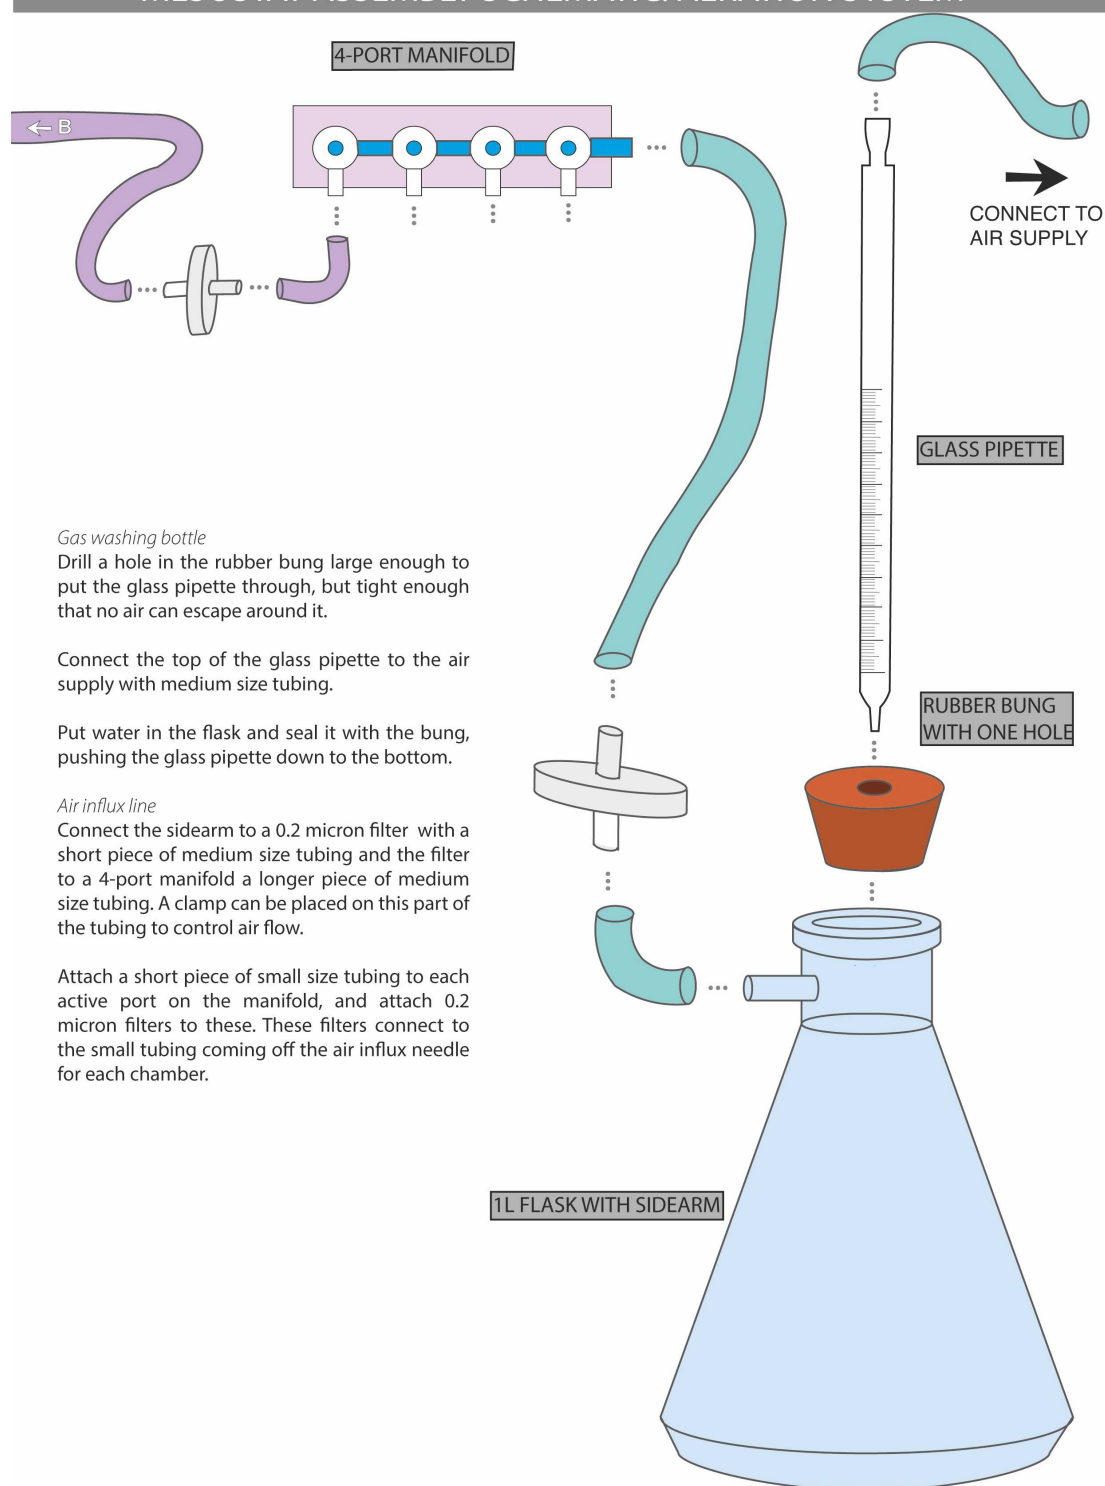 4-PORT MANIFOLD
B
CONNECT TO
AIR SUPPLY
GLASS PIPETTE
Gas washing bottle
Drill a hole in the rubber bung large enough to
put the glass pipette through, but tight enough
that no air can escape around it.
Connect the top of the glass pipette to the air
supply with medium size tubing.
Put water in the flask and seal it with the bung,
pushing the glass pipette down to the bottom.
Air influx line
Connect the sidearm to a 0.2 micron filter with a
short piece of medium size tubing and the filter
to a 4-port manifold a longer piece of medium
size tubing. A clamp can be placed on this part of
the tubing to control air flow.
Attach a short piece of small size tubing to each
active port on the manifold, and attach 0.2
micron filters to these. These filters connect to
the small tubing coming off the air influx needle
for each chamber.
RUBBER BUNG
WITH ONE HOLE
1L FLASK WITH SIDEARM